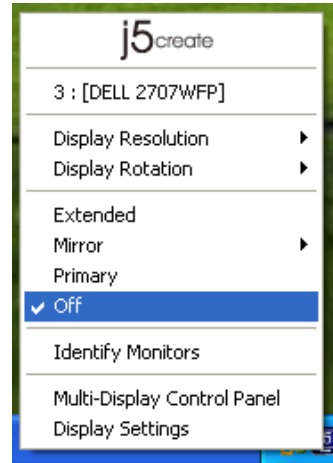 j5create
3 : [DELL 2707WFP]
Display Resolution
Display Rotation
Extended
Mirror
Primary
Off
Identify Monitors
Multi-Display Control Panel
Display Settings